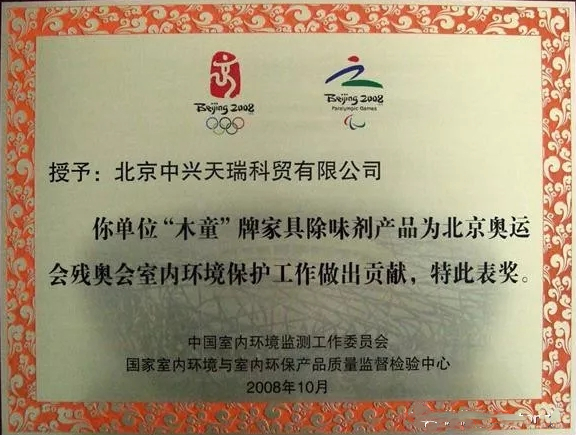 Beijing 2008
Beijing 2008
Paralympic Games
授予：北京中兴天瑞科贸有限公司
你单位“木童”牌家具除味剂产品为北京奥运
会残奥会室内环境保护工作做出贡献，特此表奖。
中国室内环境监测工作委员会
国家室内环境与室内环保产品质量监督检验中心
2008年10月